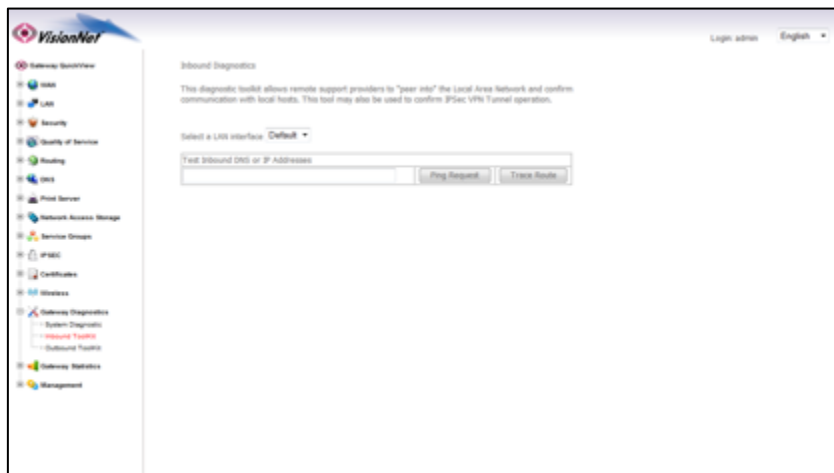 VisionNet
Login: admin
English
Gateway QuickView
WAN
LAN
Security
Quality of Service
Routing
DNS
Print Server
Network Access Storage
Service Groups
IPSEC
Certificates
Wireless
Gateway Diagnostics
System Diagnostic
Inbound ToolKit
Outbound ToolKit
Gateway Statistics
Management
Inbound Diagnostics
This diagnostic toolkit allows remote support providers to "peer into" the Local Area Network and confirm
communication with local hosts. This tool may also be used to confirm IPSec VPN Tunnel operation.
Select a LAN interface Default
Test Inbound DNS or IP Addresses
Ping Request
Trace Route